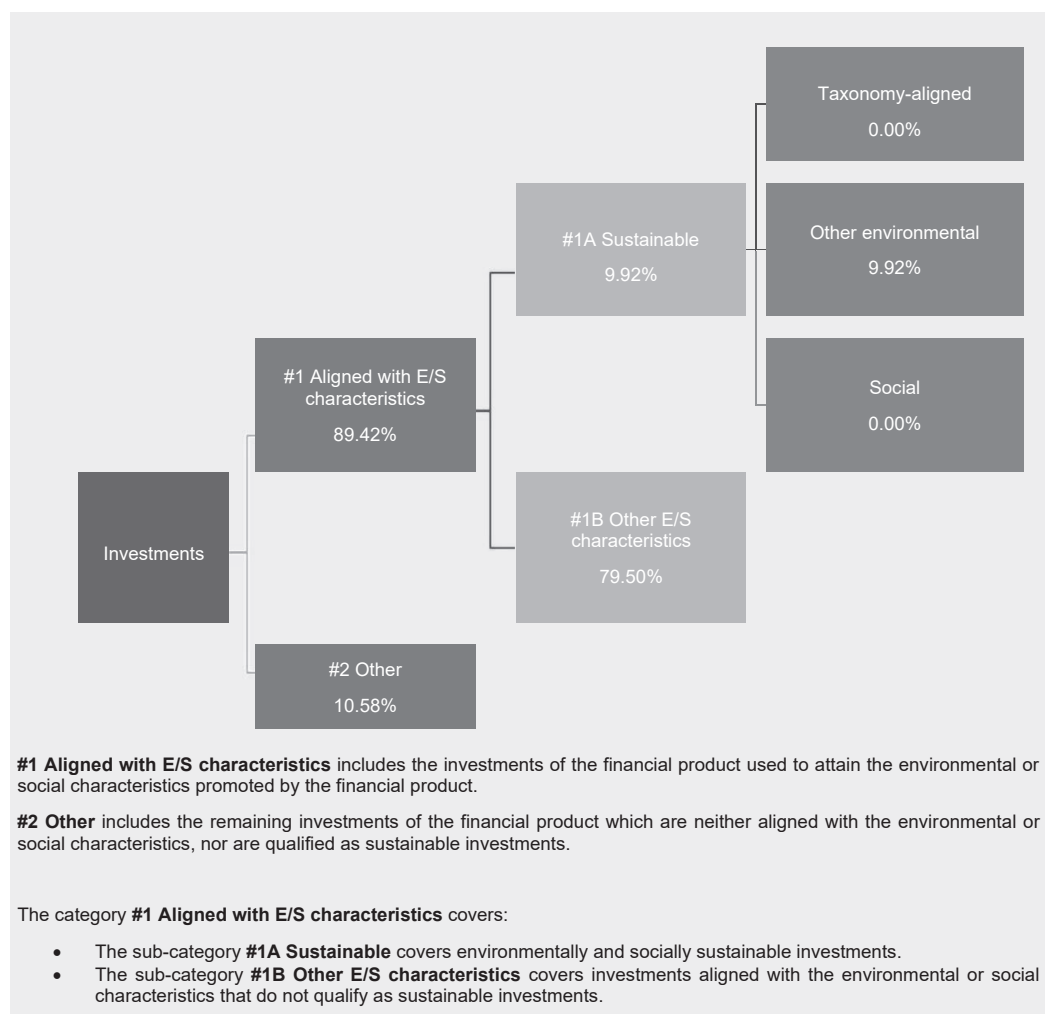 Taxonomy-aligned
0.00%
#1A Sustainable
9.92%
Other environmental
9.92%
#1 Aligned with E/S
characteristics
89.42%
Social
0.00%
Investments
#1B Other E/S
characteristics
79.50%
#2 Other
10.58%
#1 Aligned with E/S characteristics includes the investments of the financial product used to attain the environmental or
social characteristics promoted by the financial product.
#2 Other includes the remaining investments of the financial product which are neither aligned with the environmental or
social characteristics, nor are qualified as sustainable investments.
The category #1 Aligned with E/S characteristics covers:
• The sub-category #1A Sustainable covers environmentally and socially sustainable investments.
• The sub-category #1B Other E/S characteristics covers investments aligned with the environmental or social
characteristics that do not qualify as sustainable investments.